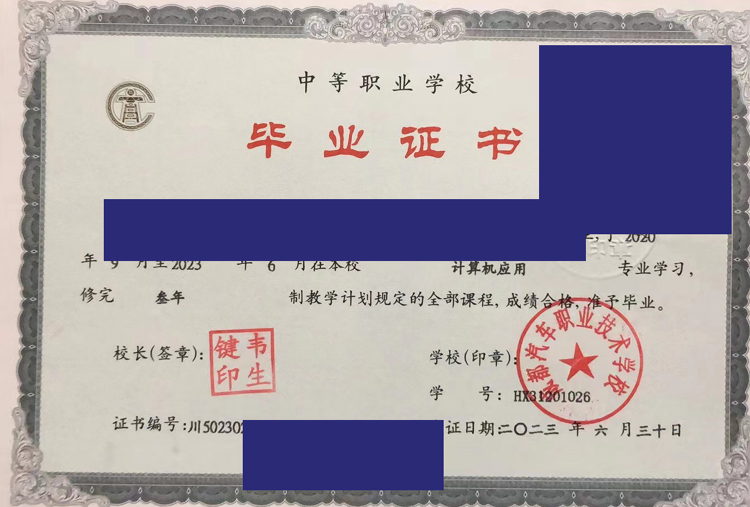 中等职业学校
毕业证书
2020
年 9 月至 2023 年 6 月在本校 计算机应用 专业学习，
修完 叁年 制教学计划规定的全部课程，成绩合格，准予毕业。
校长(签章)： 韦生键印 学校(印章)：
都汽车职业技术学校
学 号： HX31201026
证书编号：川502302 证日期：二〇二三 年 六 月三十日